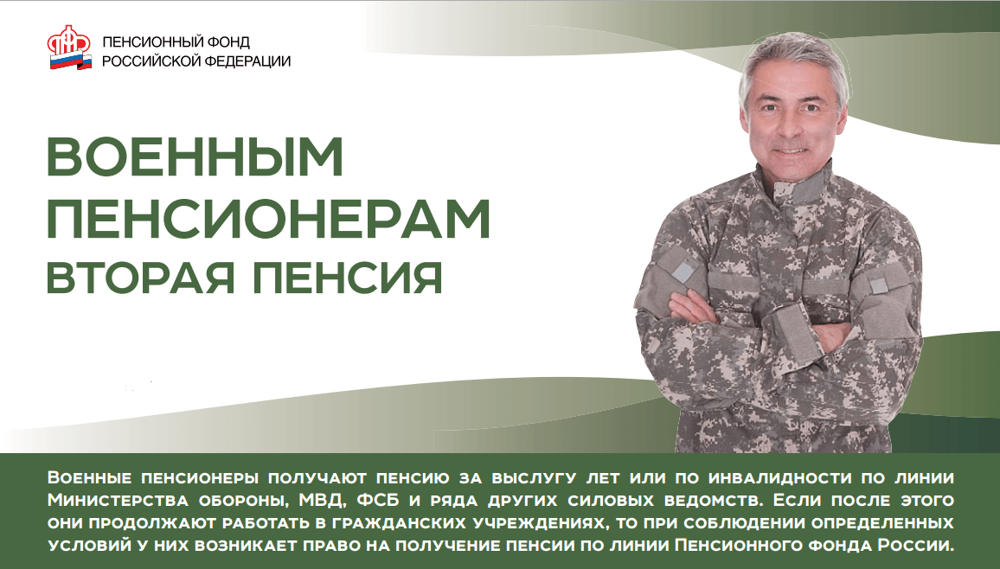 ПЕНСИОННЫЙ ФОНД
РОССИЙСКОЙ ФЕДЕРАЦИИ
ВОЕННЫМ
ПЕНСИОНЕРАМ
ВТОРАЯ ПЕНСИЯ
Военные пенсионеры получают пенсию за выслугу лет или по инвалидности по линии
Министерства обороны, МВД, ФСБ и ряда других силовых ведомств. Если после этого
они продолжают работать в гражданских учреждениях, то при соблюдении определенных
условий у них возникает право на получение пенсии по линии Пенсионного фонда России.